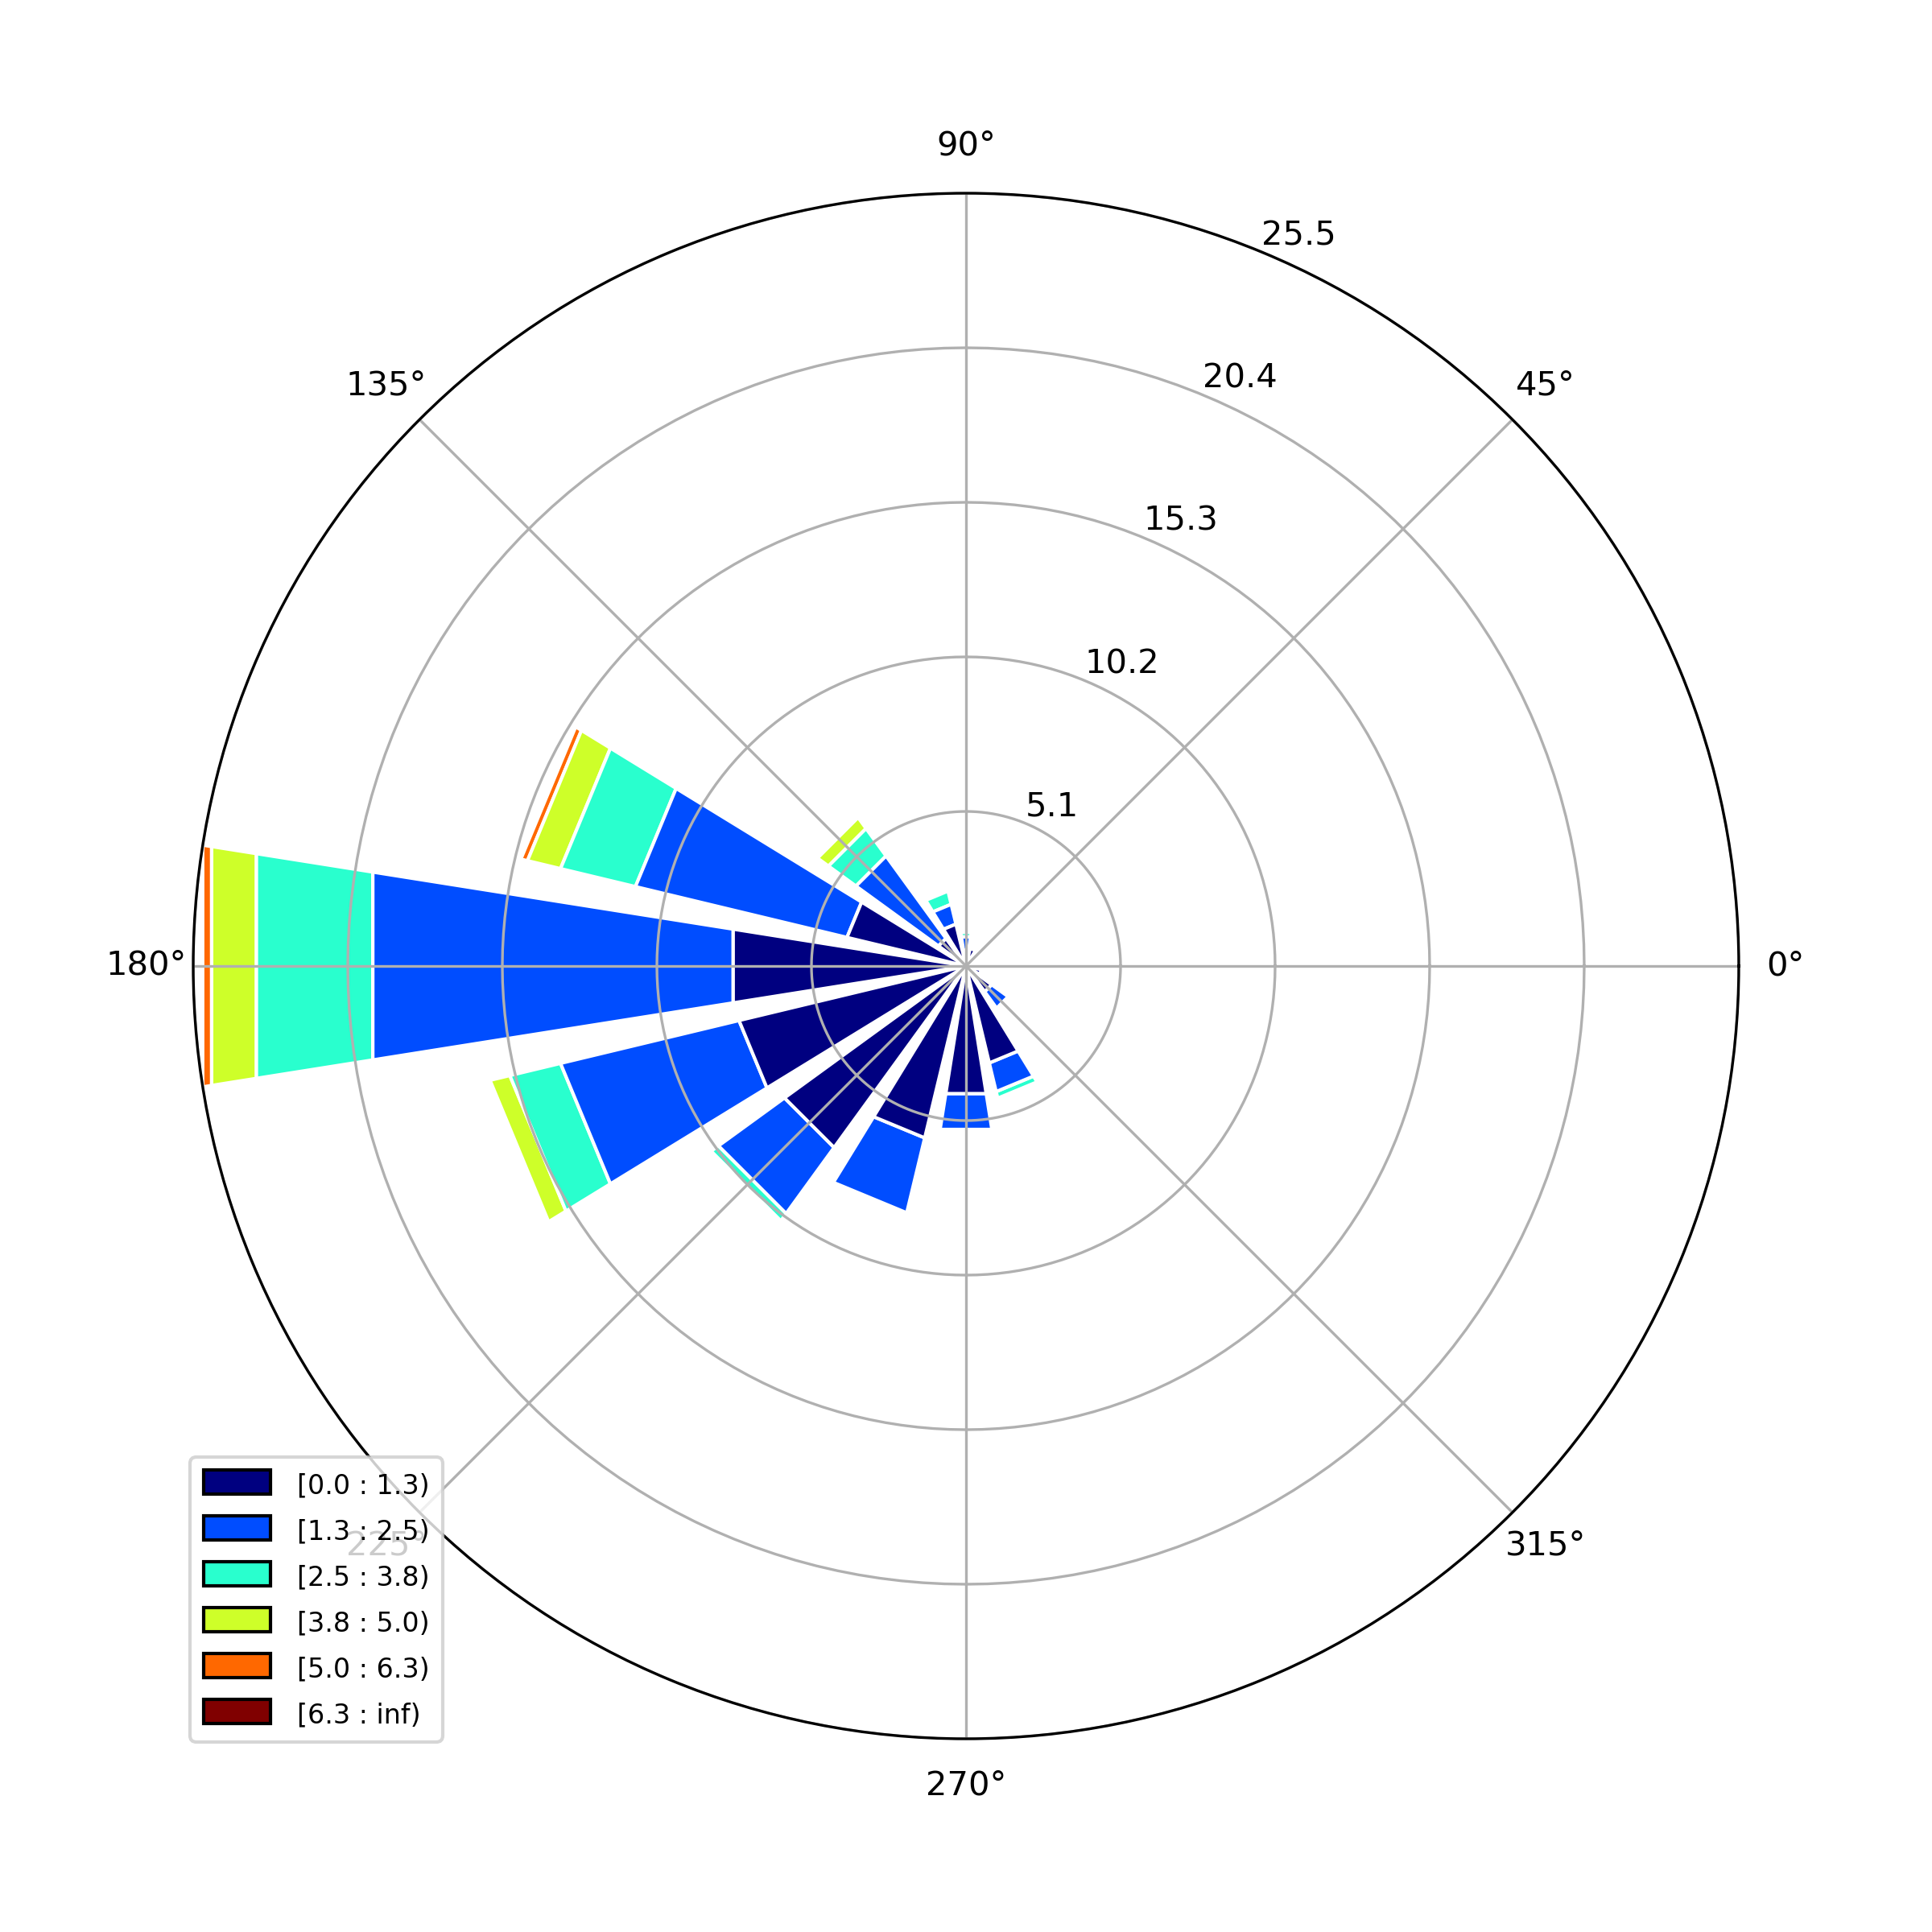 90°
25.5
135°
20.4
45°
15.3
10.2
5.1
180°
0°
[0.0 : 1.3)
[1.3 : 2.5)
225°
315°
[2.5 : 3.8)
[3.8 : 5.0)
[5.0 : 6.3)
[6.3 : inf)
270°